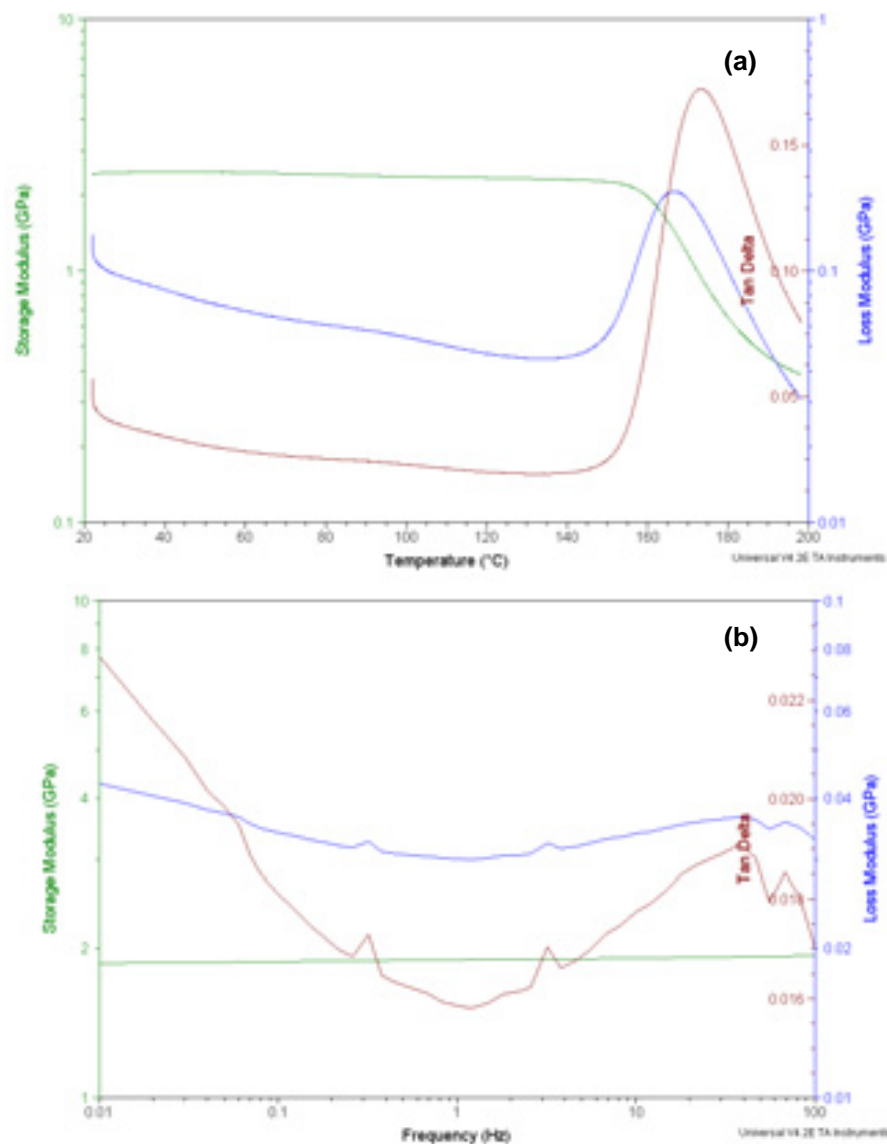 (a)
10
1
0.1
Storage Modulus (GPa)
1
0.1
0.01
Loss Modulus (GPa)
0.15
0.10
0.05
Tan Delta
20 40 60 80 100 120 140 160 180 200
Temperature (°C)
Universal V4.2E TA Instruments
(b)
10
8
6
4
2
1
Storage Modulus (GPa)
0.1
0.08
0.06
0.04
0.02
0.01
Loss Modulus (GPa)
0.022
0.020
0.018
0.016
Tan Delta
0.01 0.1 1 10 100
Frequency (Hz)
Universal V4.2E TA Instruments